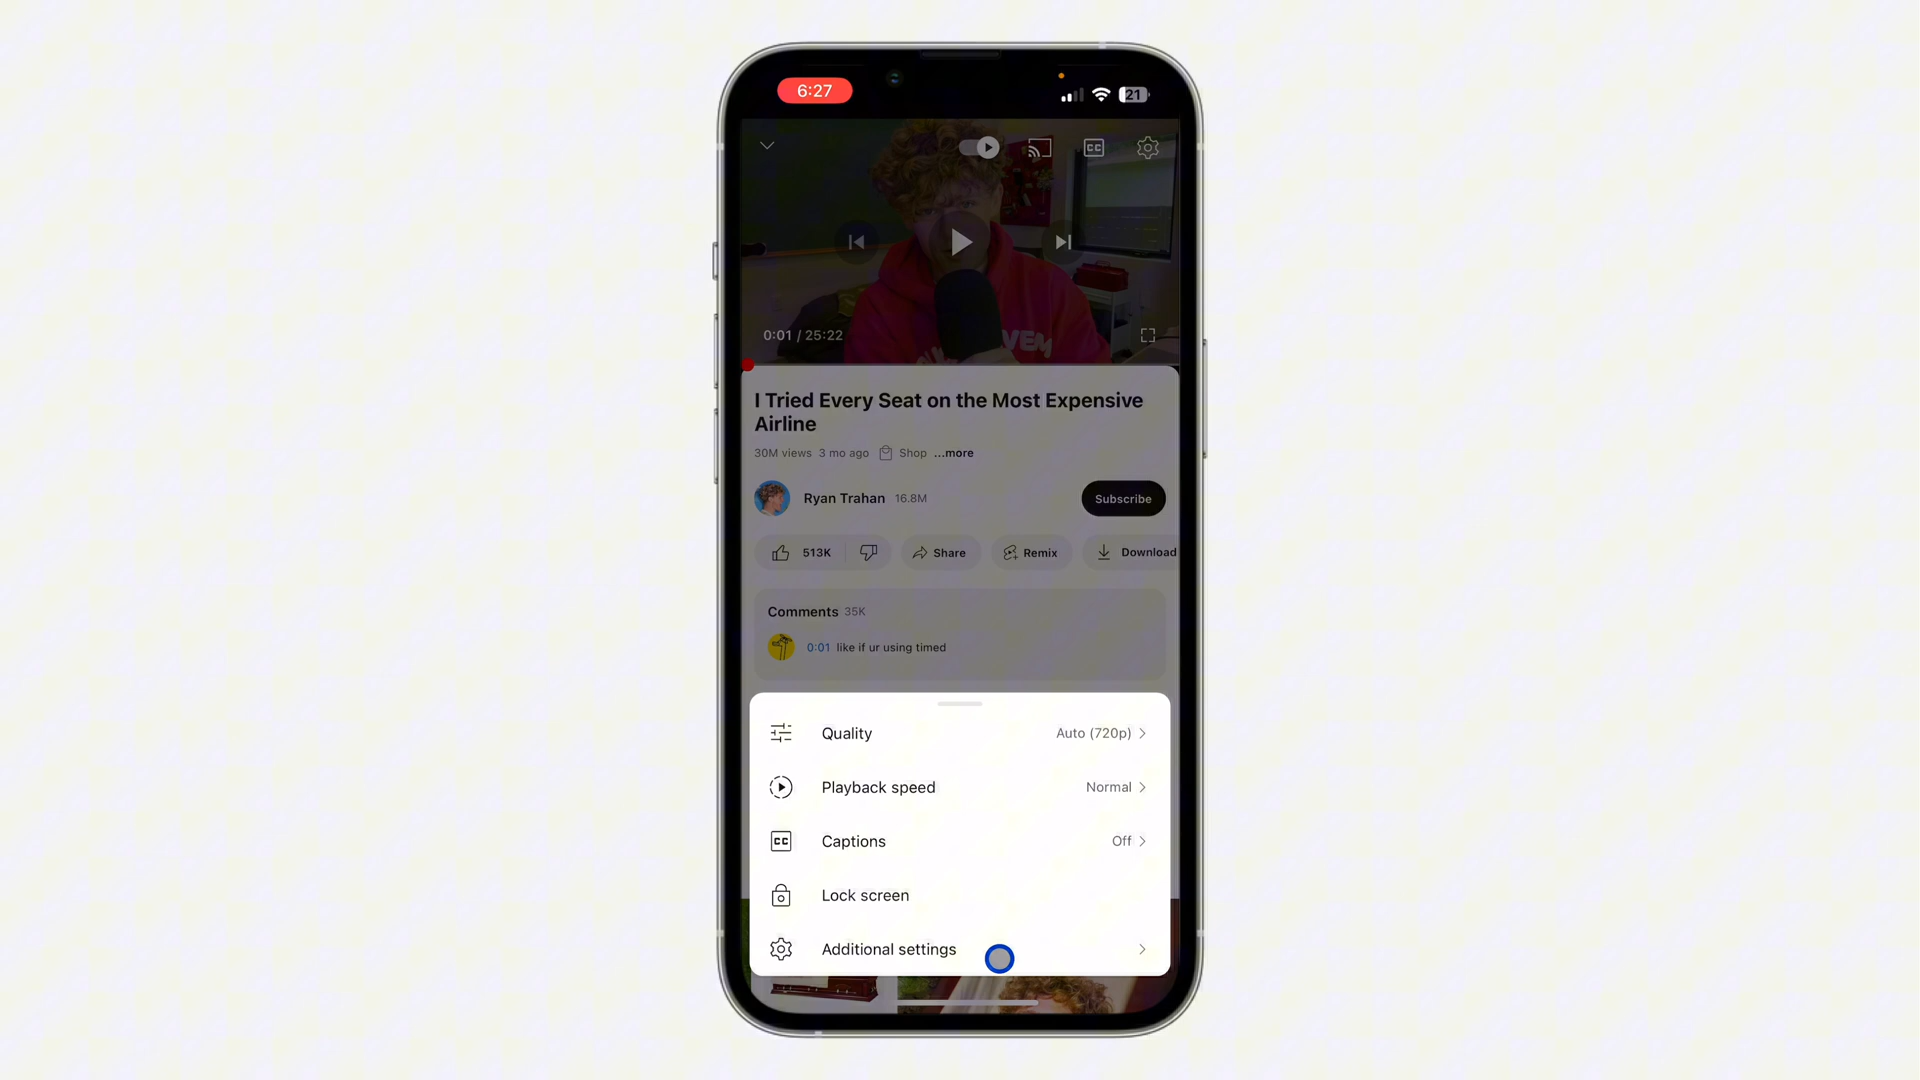 6:27
21
CC
0:01 / 25:22
I Tried Every Seat on the Most Expensive
Airline
30M views 3 mo ago Shop ...more
Ryan Trahan 16.8M
Subscribe
513K
Share
Remix
Download
Comments 35K
0:01 like if ur using timed
Quality Auto (720p)
Playback speed Normal
CC Captions Off
Lock screen
Additional settings